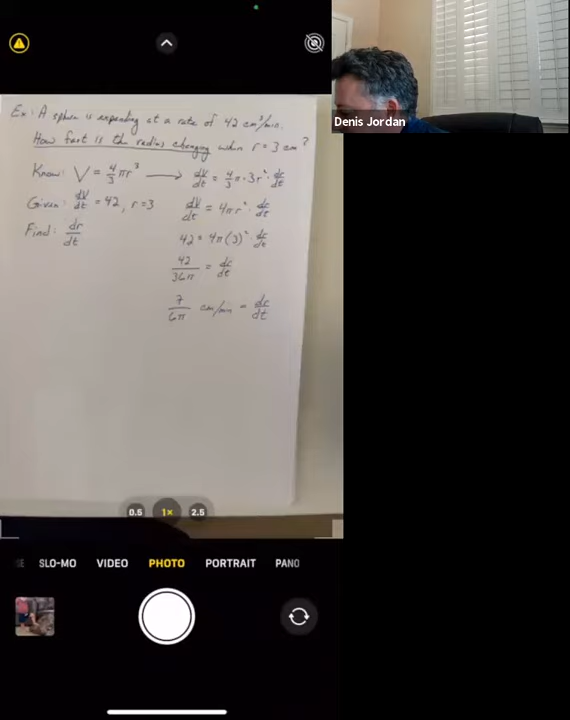 Denis Jordan
Ex: A sphere is expanding at a rate of 42 cm³/min.
How fast is the radius changing when r = 3 cm?
Know: V = 4/3 πr³ → dV/dt = 4/3 π · 3r² · dr/dt
Given: dV/dt = 42, r = 3
dV/dt = 4πr² · dr/dt
Find: dr/dt
42 = 4π(3)² · dr/dt
42/36π = dr/dt
7/6π cm/min = dr/dt
0.5 1× 2.5
SLO-MO VIDEO PHOTO PORTRAIT PANO